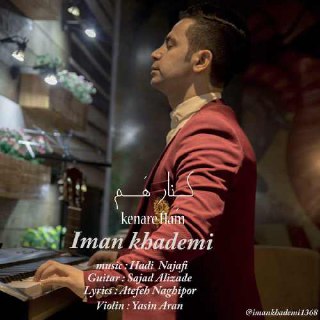 کنار هم
kenare Ham
Iman khademi
music : Hadi Najafi
Guitar : Sajad Alizade
Lyrics : Atefeh Naghipor
Violin : Yasin Aran
@imankhademi1368